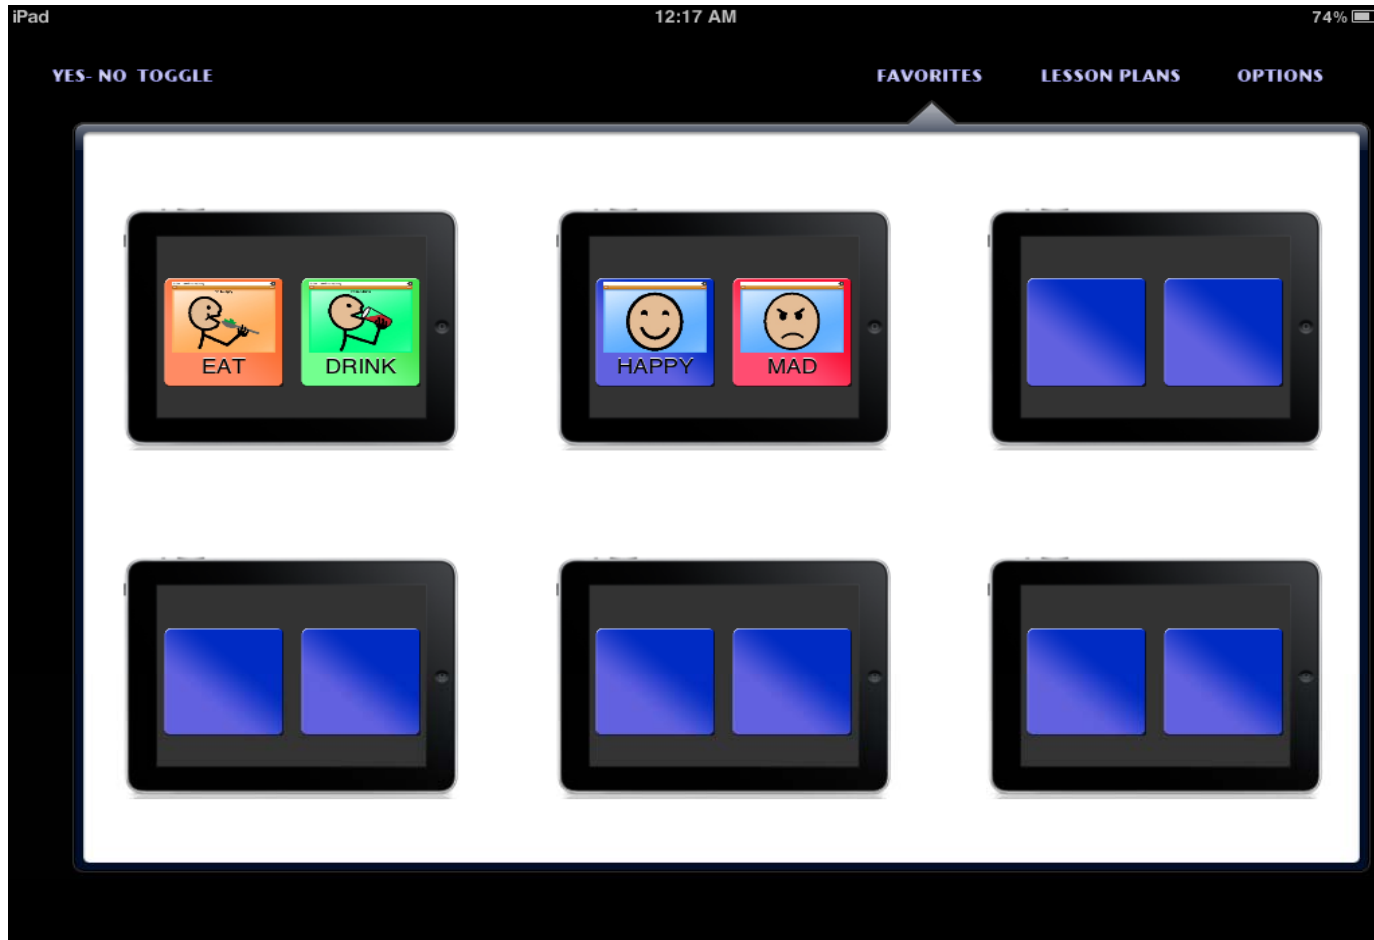 iPad 12:17 AM 74%
YES- NO TOGGLE FAVORITES LESSON PLANS OPTIONS
EAT DRINK HAPPY MAD